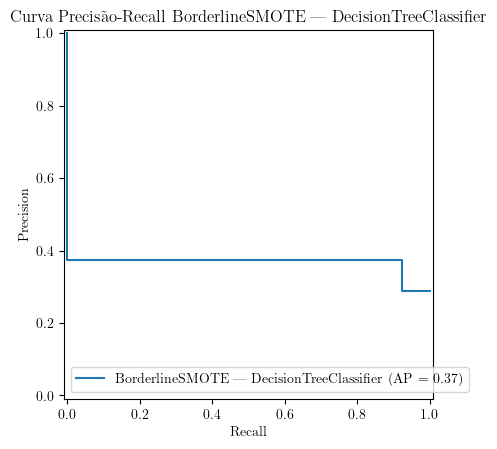 Curva Precisão-Recall BorderlineSMOTE — DecisionTreeClassifier
1.0
0.8
0.6
0.4
0.2
0.0
Precision
BorderlineSMOTE — DecisionTreeClassifier (AP = 0.37)
0.0 0.2 0.4 0.6 0.8 1.0
Recall